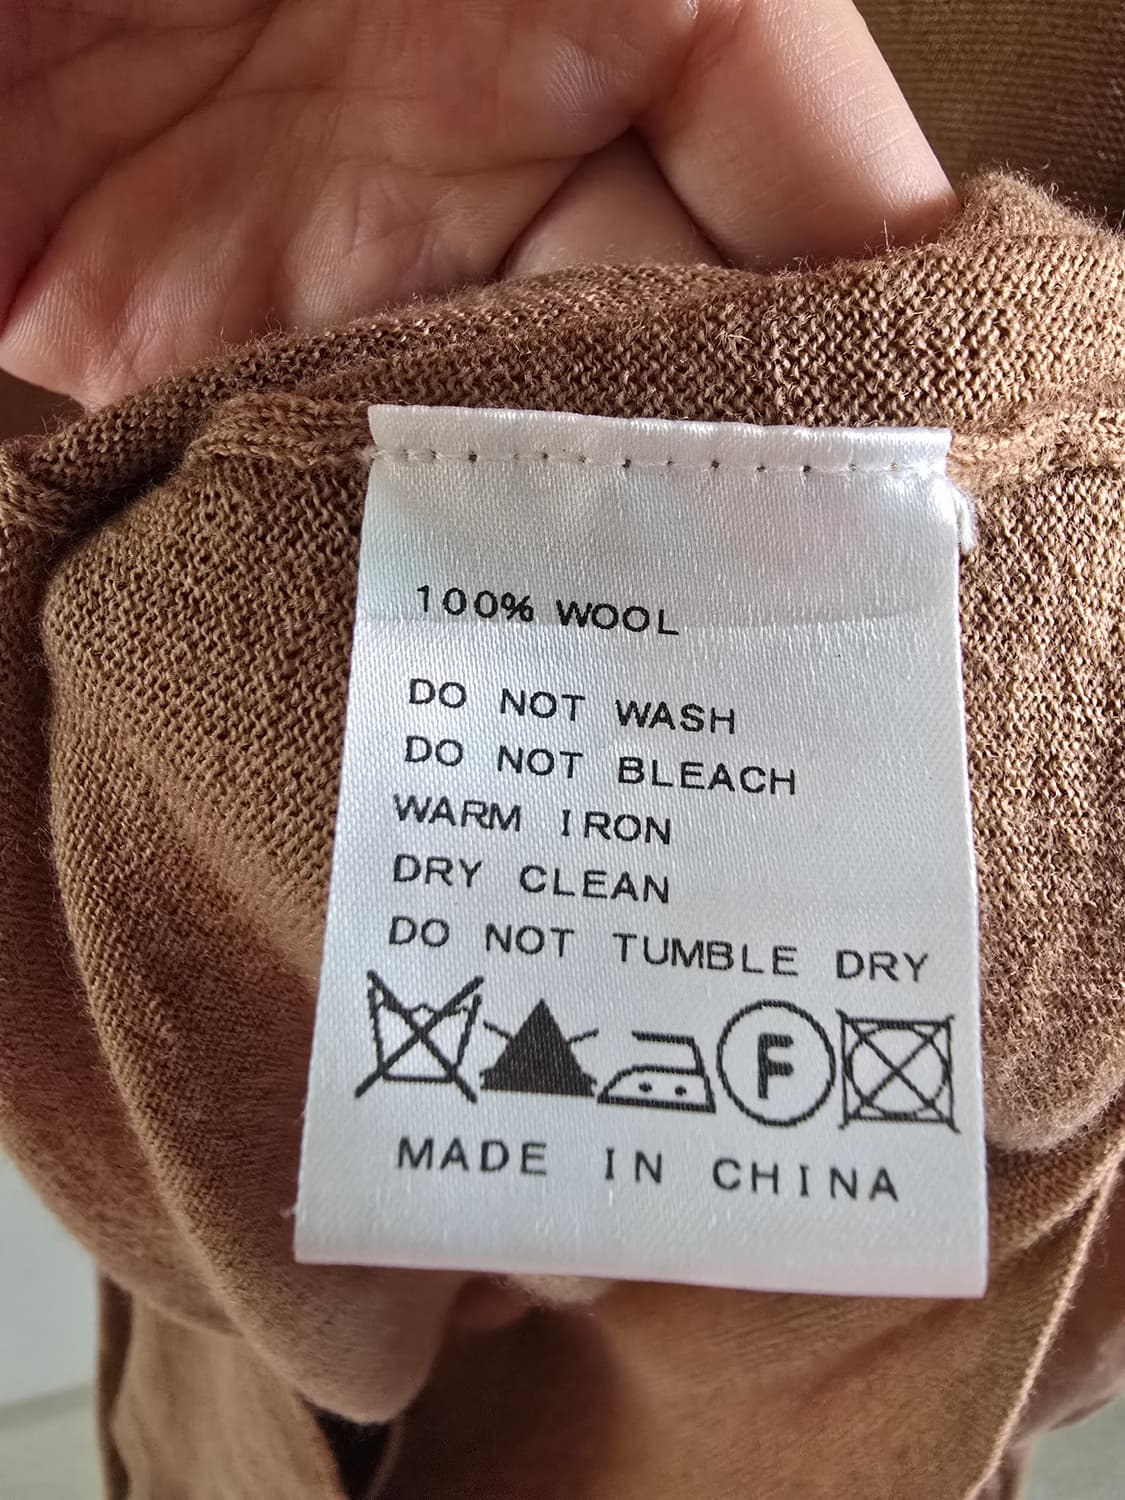 100% WOOL
DO NOT WASH
DO NOT BLEACH
WARM IRON
DRY CLEAN
DO NOT TUMBLE DRY
F
MADE IN CHINA